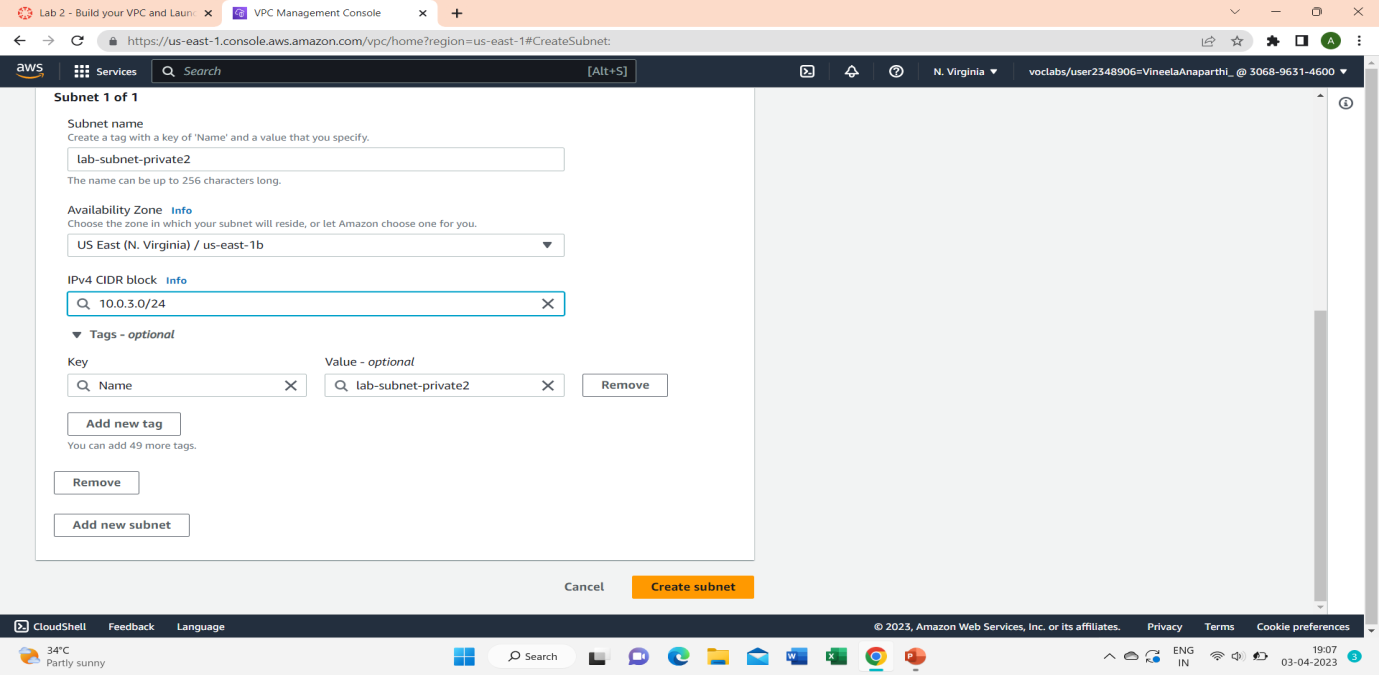 Lab 2 - Build your VPC and Laun
VPC Management Console
https://us-east-1.console.aws.amazon.com/vpc/home?region=us-east-1#CreateSubnet:
A
aws
Services
Search
[Alt+S]
N. Virginia
voclabs/user2348906=VineelaAnaparthi_ @ 3068-9631-4600
Subnet 1 of 1
Subnet name
Create a tag with a key of 'Name' and a value that you specify.
lab-subnet-private2
The name can be up to 256 characters long.
Availability Zone Info
Choose the zone in which your subnet will reside, or let Amazon choose one for you.
US East (N. Virginia) / us-east-1b
IPv4 CIDR block Info
10.0.3.0/24
Tags - optional
Key
Value - optional
Name
lab-subnet-private2
Remove
Add new tag
You can add 49 more tags.
Remove
Add new subnet
Cancel
Create subnet
CloudShell
Feedback
Language
© 2023, Amazon Web Services, Inc. or its affiliates.
Privacy
Terms
Cookie preferences
34°C
Partly sunny
Search
ENG
IN
19:07
03-04-2023
3